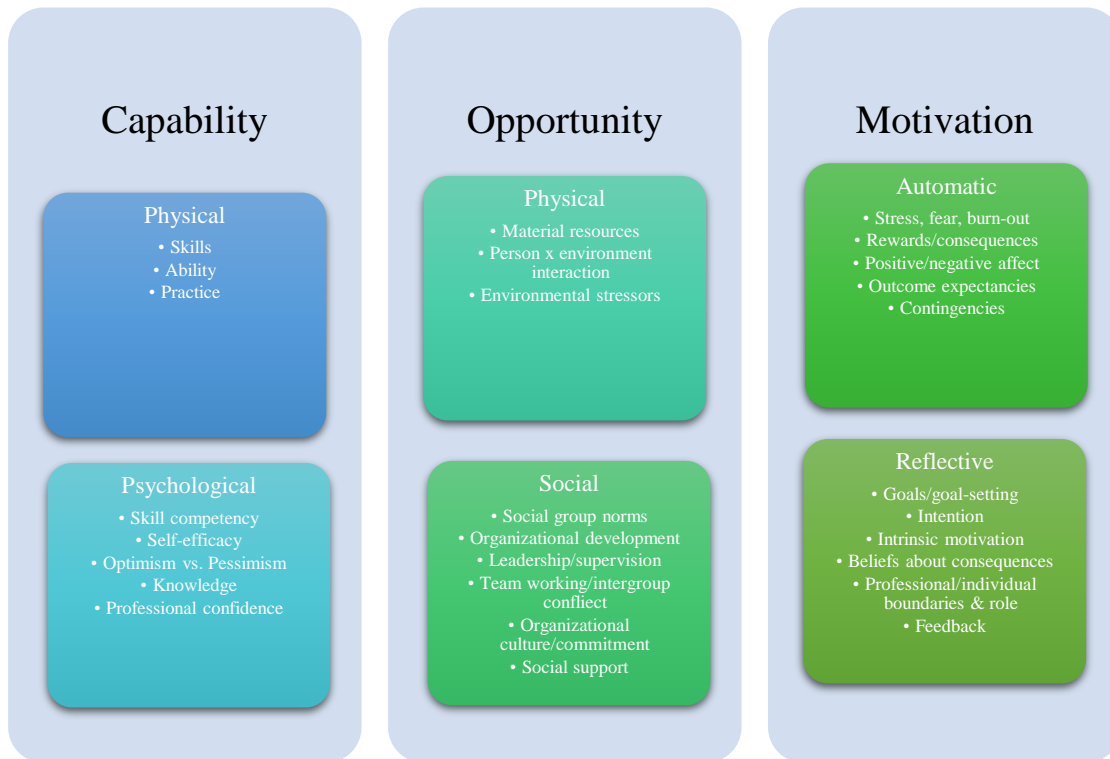 Capability
Physical
• Skills
• Ability
• Practice
Psychological
• Skill competency
• Self-efficacy
• Optimism vs. Pessimism
• Knowledge
• Professional confidence
Opportunity
Physical
• Material resources
• Person x environment
interaction
• Environmental stressors
Social
• Social group norms
• Organizational development
• Leadership/supervision
• Team working/intergroup
confliect
• Organizational
culture/commitment
• Social support
Motivation
Automatic
• Stress, fear, burn-out
• Rewards/consequences
• Positive/negative affect
• Outcome expectancies
• Contingencies
Reflective
• Goals/goal-setting
• Intention
• Intrinsic motivation
• Beliefs about consequences
• Professional/individual
boundaries & role
• Feedback